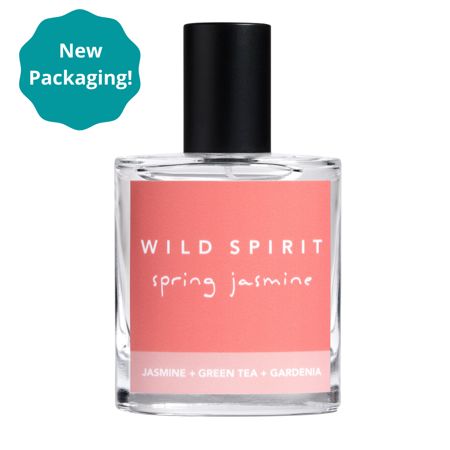 New
Packaging!
WILD SPIRIT
spring jasmine
JASMINE + GREEN TEA + GARDENIA